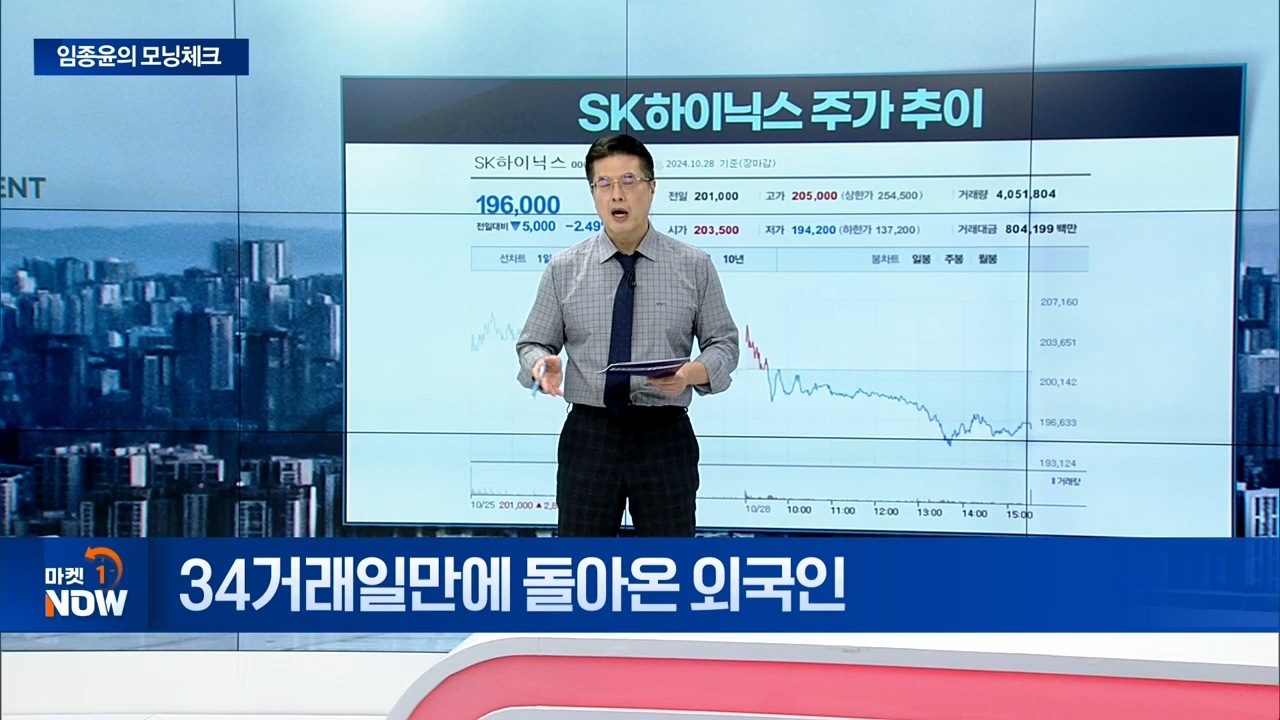 임종윤의 모닝체크
ENT
SK하이닉스 주가 추이
SK하이닉스 2024.10.28 기준(장마감)
196,000 전일 201,000 고가 205,000 (상한가 254,500) 거래량 4,051,804
전일대비 ▼5,000 -2.49 시가 203,500 저가 194,200 (하한가 137,200) 거래대금 804,199 백만
선차트 1일 10년 봉차트 일봉 주봉 월봉
207,160
203,651
200,142
196,633
193,124
거래량
10/25 201,000 ▲2,8 10/28 10:00 11:00 12:00 13:00 14:00 15:00
마켓 1
NOW
34거래일만에 돌아온 외국인